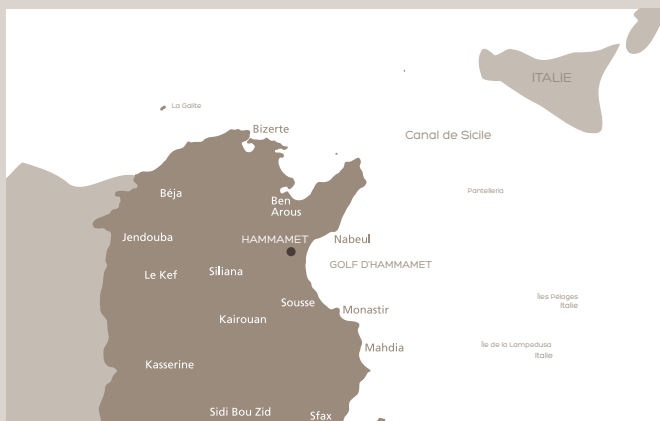 ITALIE
La Galite
Bizerte
Canal de Sicile
Béja
Pantelleria
Ben
Arous
Jendouba
HAMMAMET
Nabeul
GOLF D'HAMMAMET
Le Kef
Siliana
Sousse
Îles Pélages
Italie
Monastir
Kairouan
Mahdia
Île de la Lampedusa
Italie
Kasserine
Sidi Bou Zid
Sfax